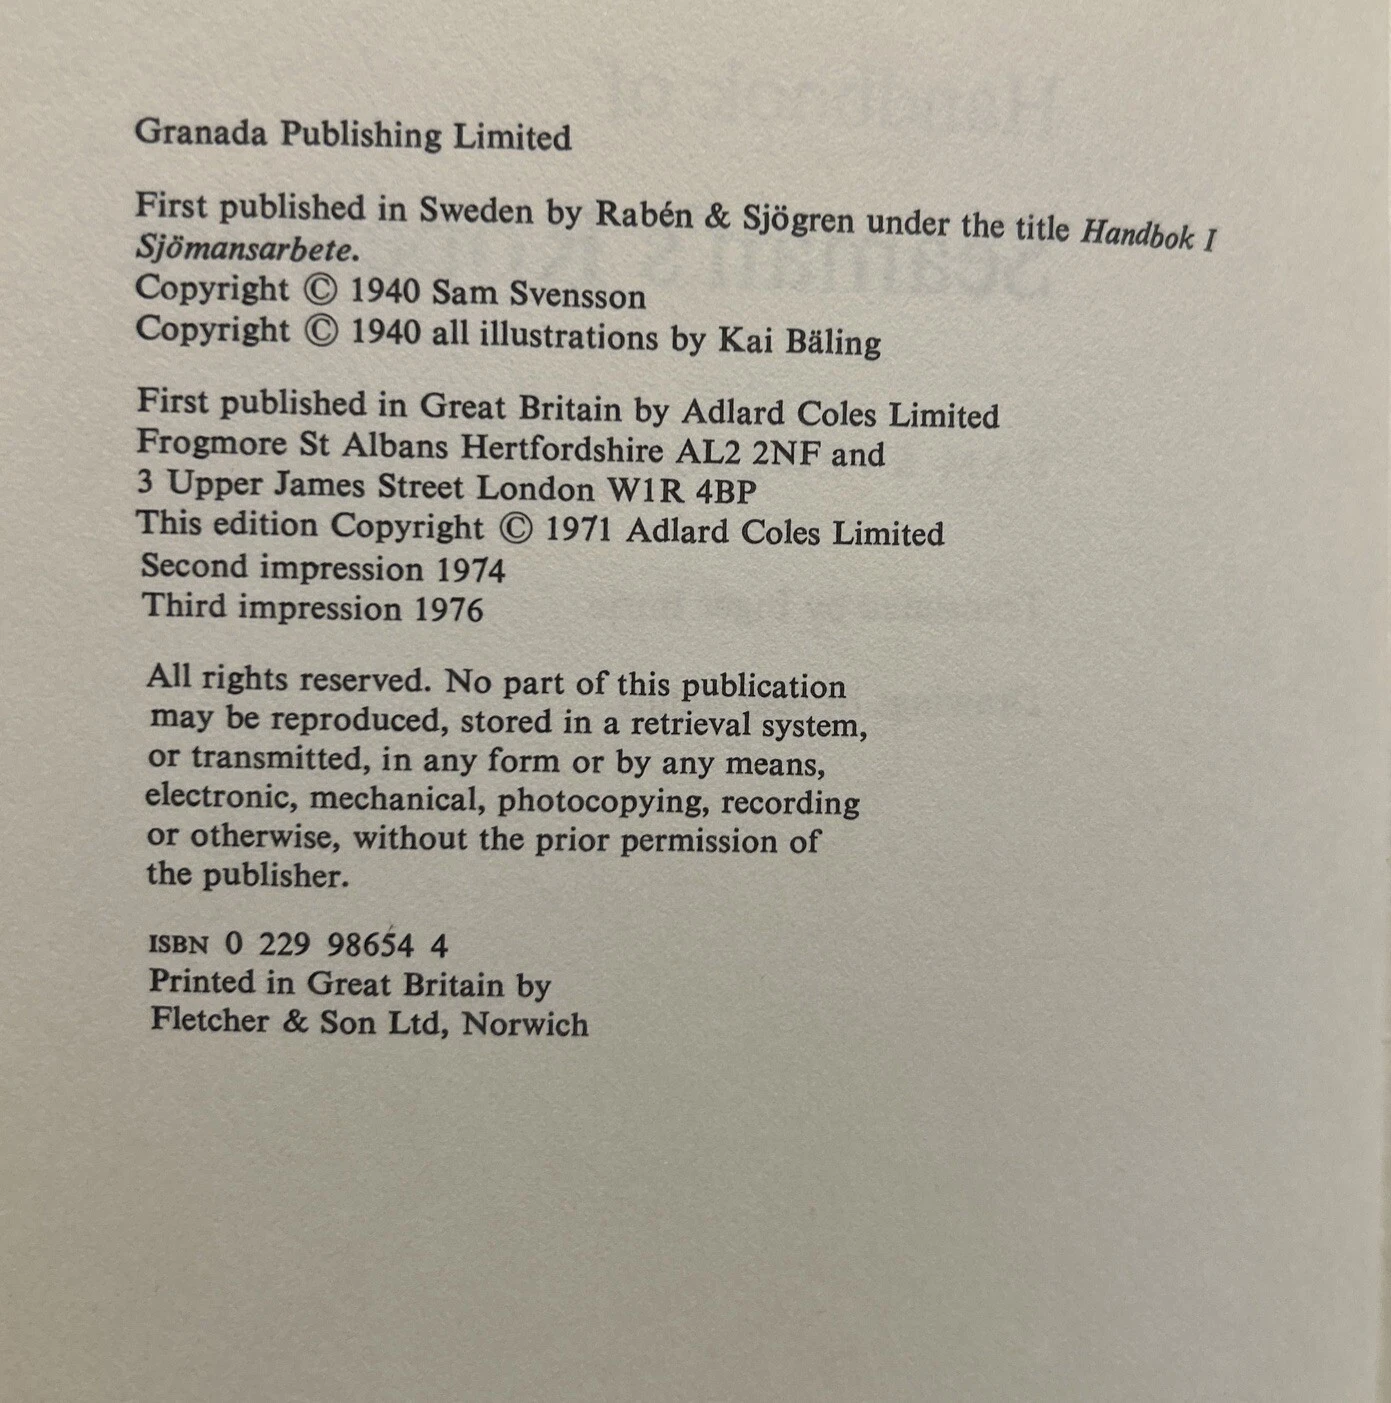 Granada Publishing Limited
First published in Sweden by Rabén & Sjögren under the title Handbok I
Sjömansarbete.
Copyright © 1940 Sam Svensson
Copyright © 1940 all illustrations by Kai Bäling
First published in Great Britain by Adlard Coles Limited
Frogmore St Albans Hertfordshire AL2 2NF and
3 Upper James Street London W1R 4BP
This edition Copyright © 1971 Adlard Coles Limited
Second impression 1974
Third impression 1976
All rights reserved. No part of this publication
may be reproduced, stored in a retrieval system,
or transmitted, in any form or by any means,
electronic, mechanical, photocopying, recording
or otherwise, without the prior permission of
the publisher.
ISBN 0 229 98654 4
Printed in Great Britain by
Fletcher & Son Ltd, Norwich